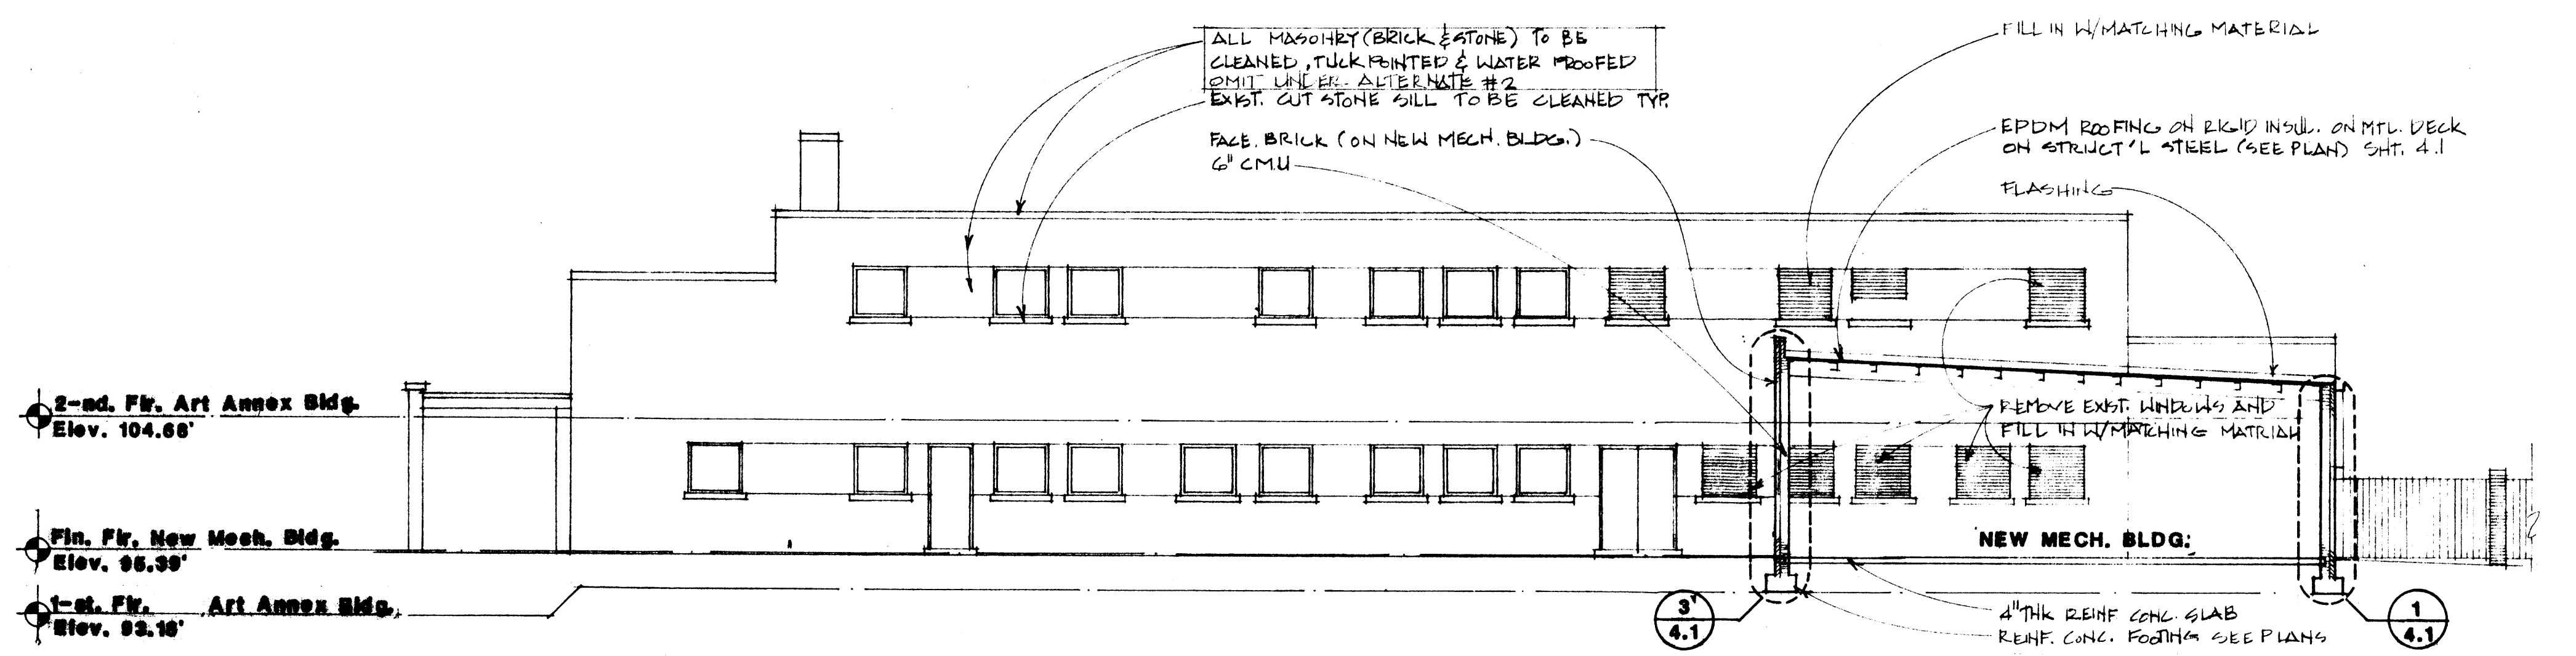 ALL MASONRY (BRICK & STONE) TO BE
CLEANED, TUCK POINTED & WATER PROOFED
OMIT UNDER ALTERNATE #2
EXIST. CUT STONE SILL TO BE CLEANED TYP.
FACE BRICK (ON NEW MECH. BLDG.)
6" CMU
FILL IN W/MATCHING MATERIAL
EPDM ROOFING ON RIGID INSUL. ON MTL. DECK
ON STRUCT'L STEEL (SEE PLAN) SHT. 4.1
FLASHING
2-nd. Flr. Art Annex Bldg.
Elev. 104.66'
REMOVE EXIST. WINDOWS AND
FILL IN W/MATCHING MATRIAL
Fin. Flr. New Mech. Bldg.
Elev. 95.39'
NEW MECH. BLDG.
1-st. Flr. Art Annex Bldg.
Elev. 93.16'
3
4.1
4" THK REINF CONC. SLAB
REINF. CONC. FOOTING SEE PLANS
1
4.1